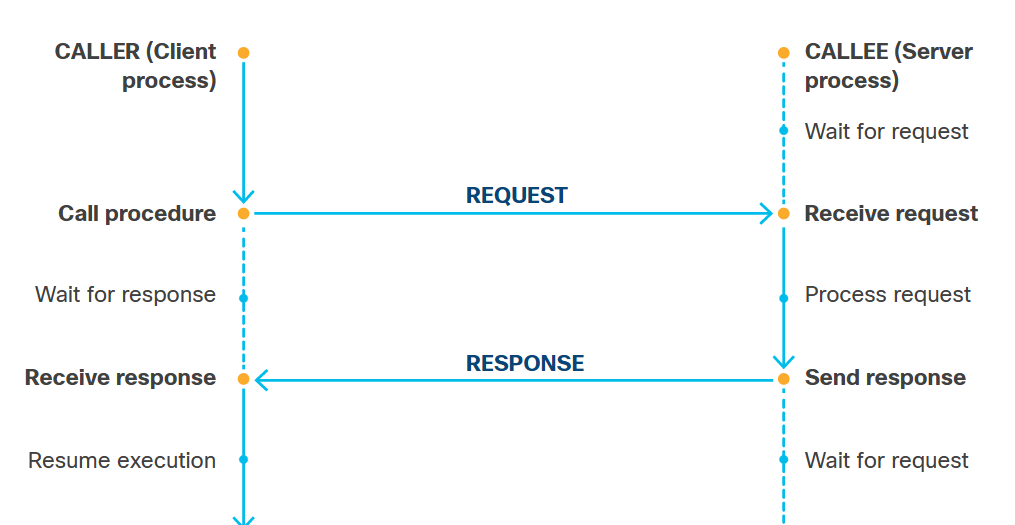 CALLER (Client
process)
CALLEE (Server
process)
Wait for request
REQUEST
Call procedure
Receive request
Wait for response
Process request
RESPONSE
Receive response
Send response
Resume execution
Wait for request